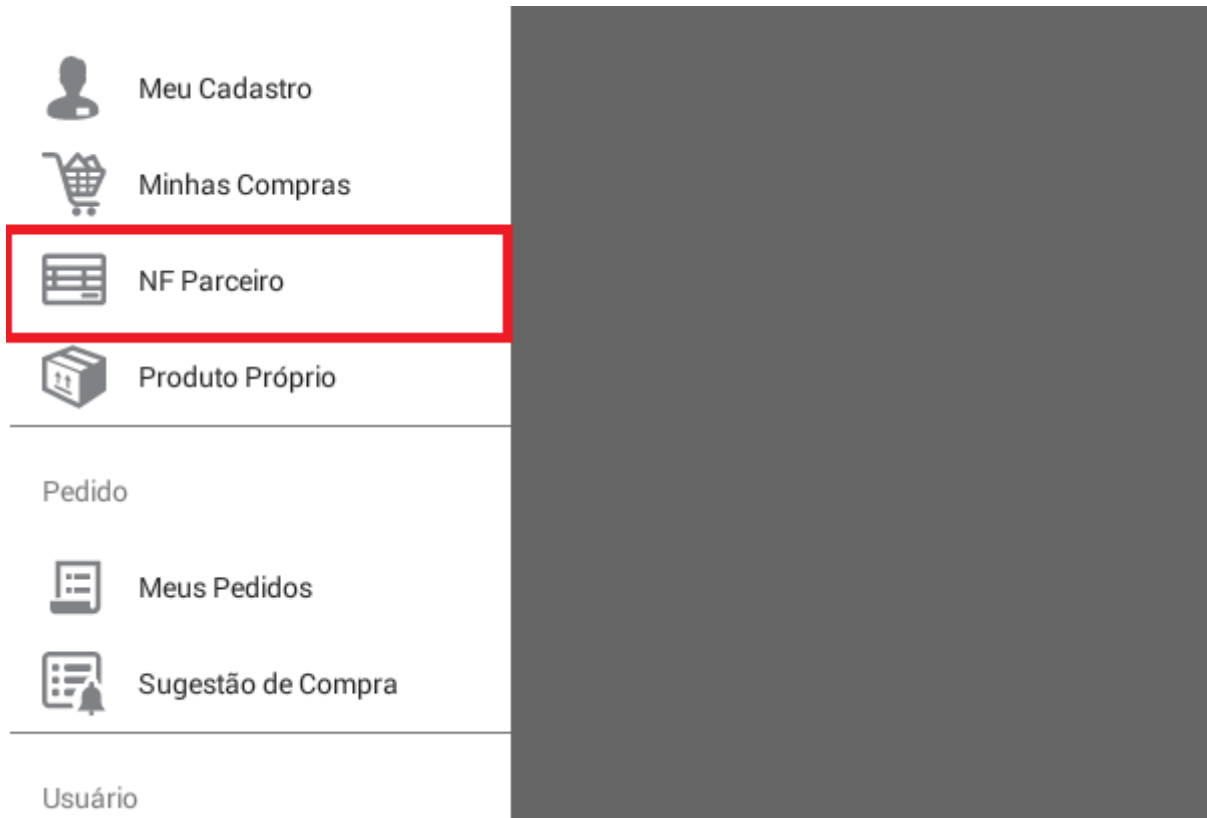 Meu Cadastro
Minhas Compras
NF Parceiro
Produto Próprio
Pedido
Meus Pedidos
Sugestão de Compra
Usuário